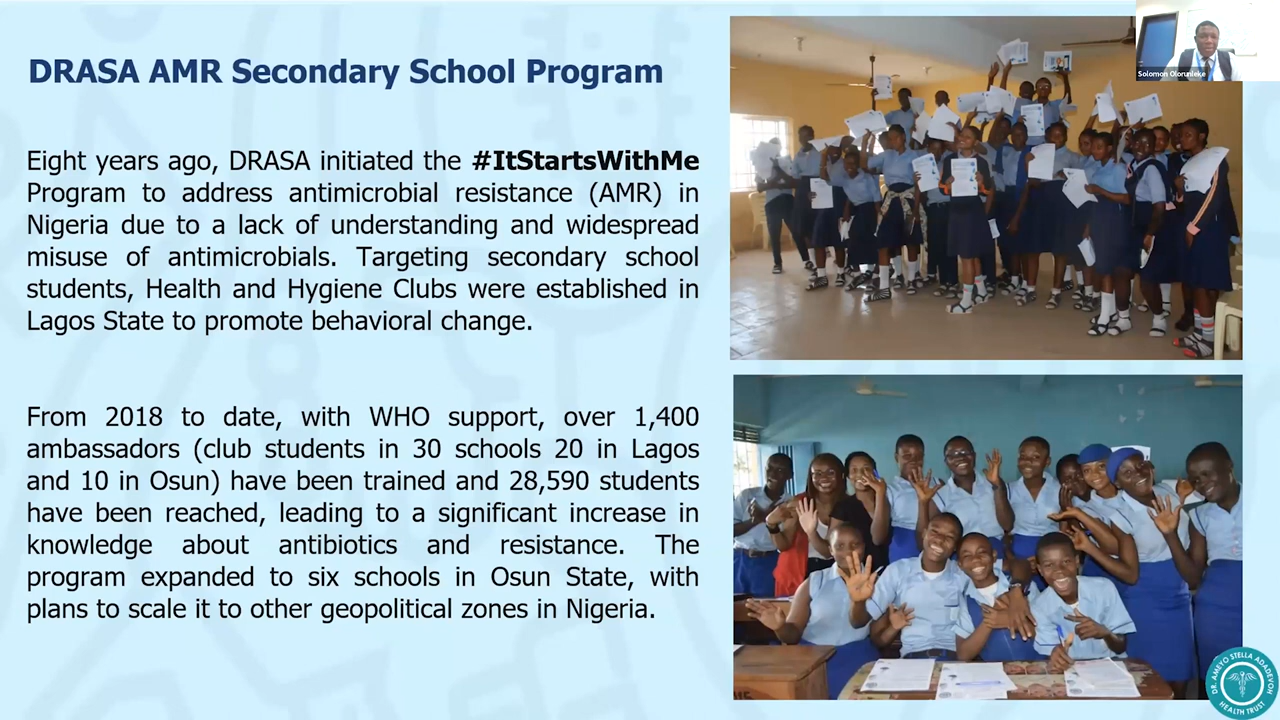 DRASA AMR Secondary School Program
Eight years ago, DRASA initiated the #ItStartsWithMe
Program to address antimicrobial resistance (AMR) in
Nigeria due to a lack of understanding and widespread
misuse of antimicrobials. Targeting secondary school
students, Health and Hygiene Clubs were established in
Lagos State to promote behavioral change.
From 2018 to date, with WHO support, over 1,400
ambassadors (club students in 30 schools 20 in Lagos
and 10 in Osun) have been trained and 28,590 students
have been reached, leading to a significant increase in
knowledge about antibiotics and resistance. The
program expanded to six schools in Osun State, with
plans to scale it to other geopolitical zones in Nigeria.
Solomon Olorunleke
DR. AMEYO STELLA ADADEVOH
HEALTH TRUST